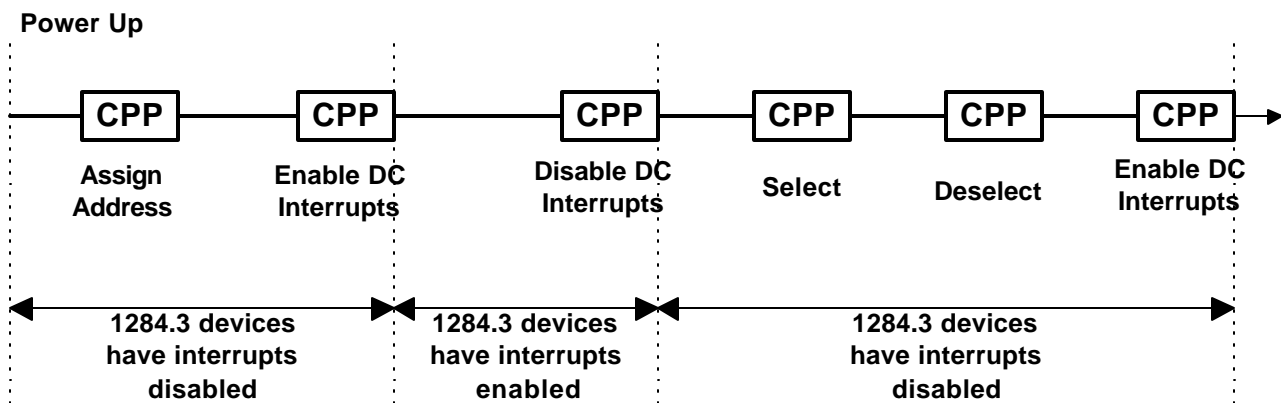 Power Up
CPP CPP CPP CPP CPP CPP
Assign
Address
Enable DC
Interrupts
Disable DC
Interrupts
Select
Deselect
Enable DC
Interrupts
1284.3 devices
have interrupts
disabled
1284.3 devices
have interrupts
enabled
1284.3 devices
have interrupts
disabled